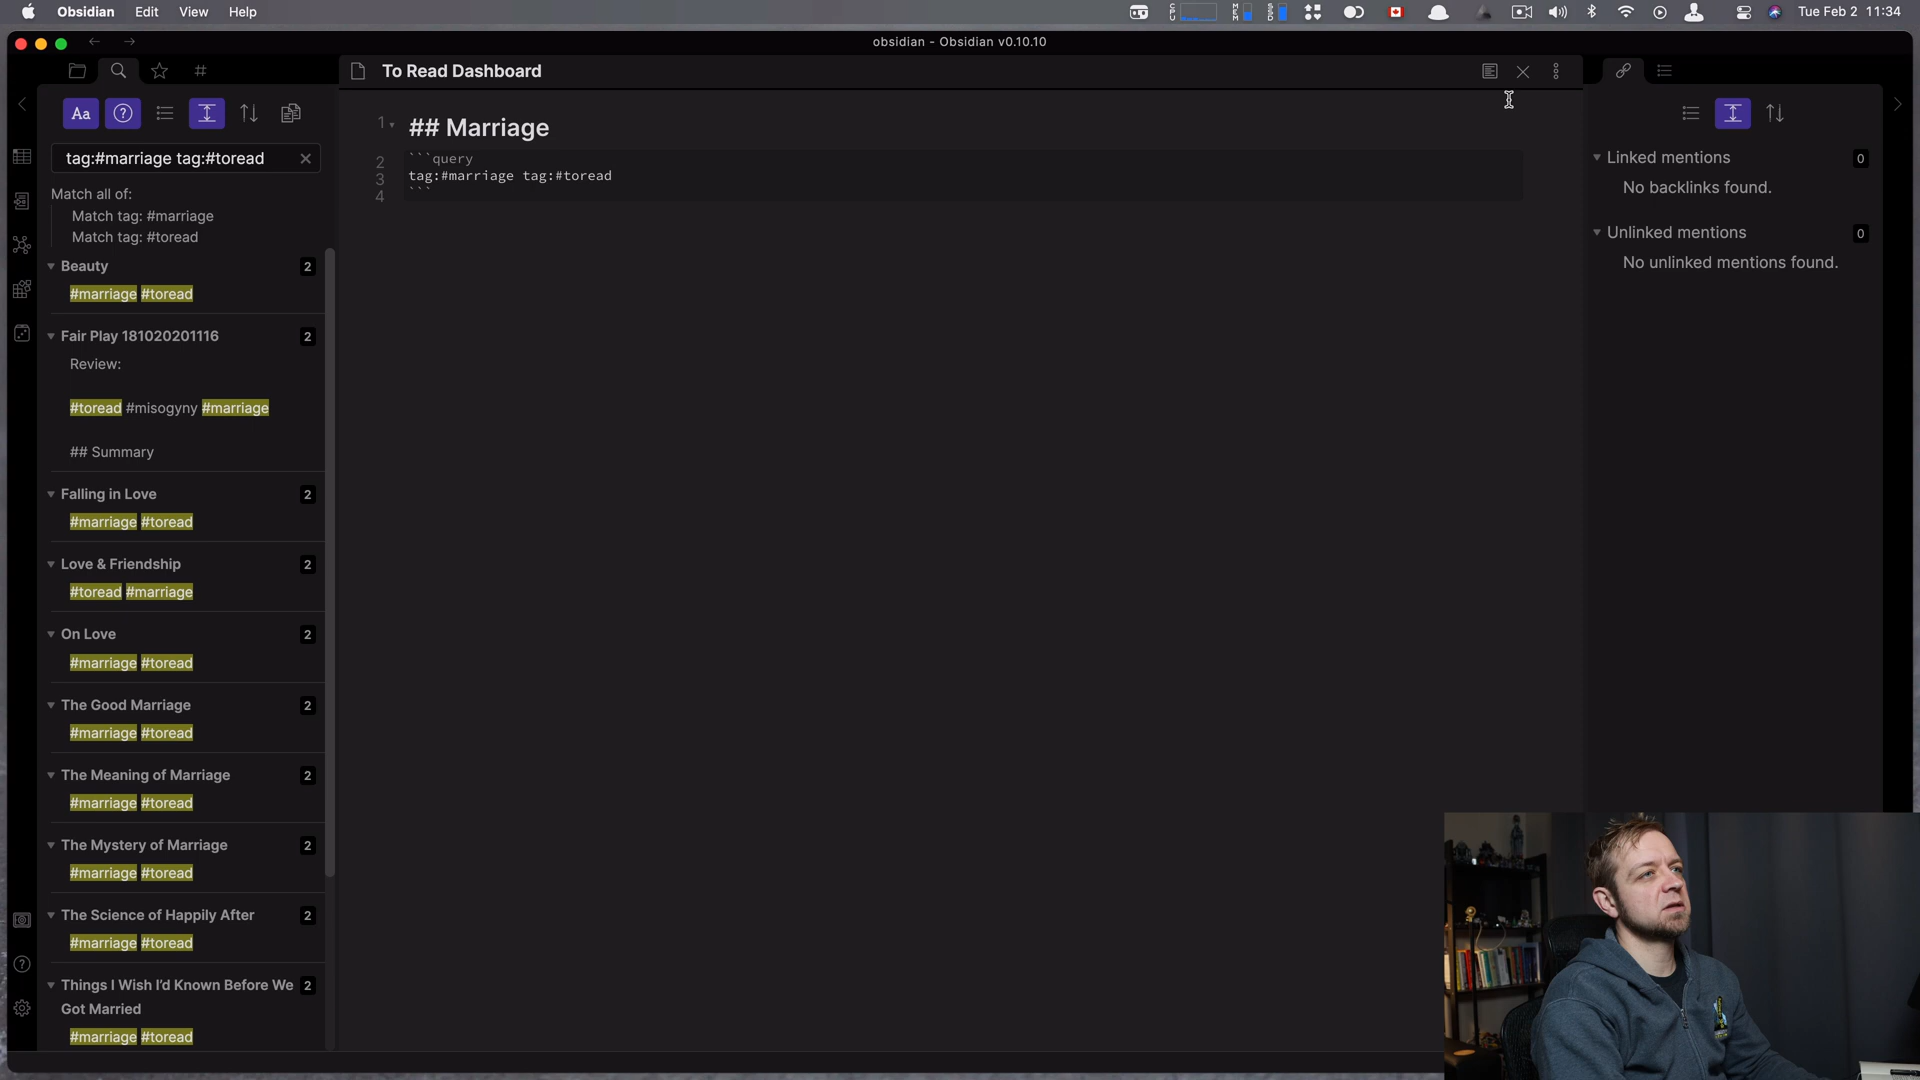 Obsidian Edit View Help
CPU MEM SSD Tue Feb 2 11:34
obsidian - Obsidian v0.10.10
To Read Dashboard
Aa
tag:#marriage tag:#toread
Match all of:
Match tag: #marriage
Match tag: #toread
Beauty 2
#marriage #toread
Fair Play 181020201116 2
Review:
#toread #misogyny #marriage
## Summary
Falling in Love 2
#marriage #toread
Love & Friendship 2
#toread #marriage
On Love 2
#marriage #toread
The Good Marriage 2
#marriage #toread
The Meaning of Marriage 2
#marriage #toread
The Mystery of Marriage 2
#marriage #toread
The Science of Happily After 2
#marriage #toread
Things I Wish I'd Known Before We 2
Got Married
#marriage #toread
1 ## Marriage
2 ```query
3 tag:#marriage tag:#toread
4 ```
Linked mentions 0
No backlinks found.
Unlinked mentions 0
No unlinked mentions found.